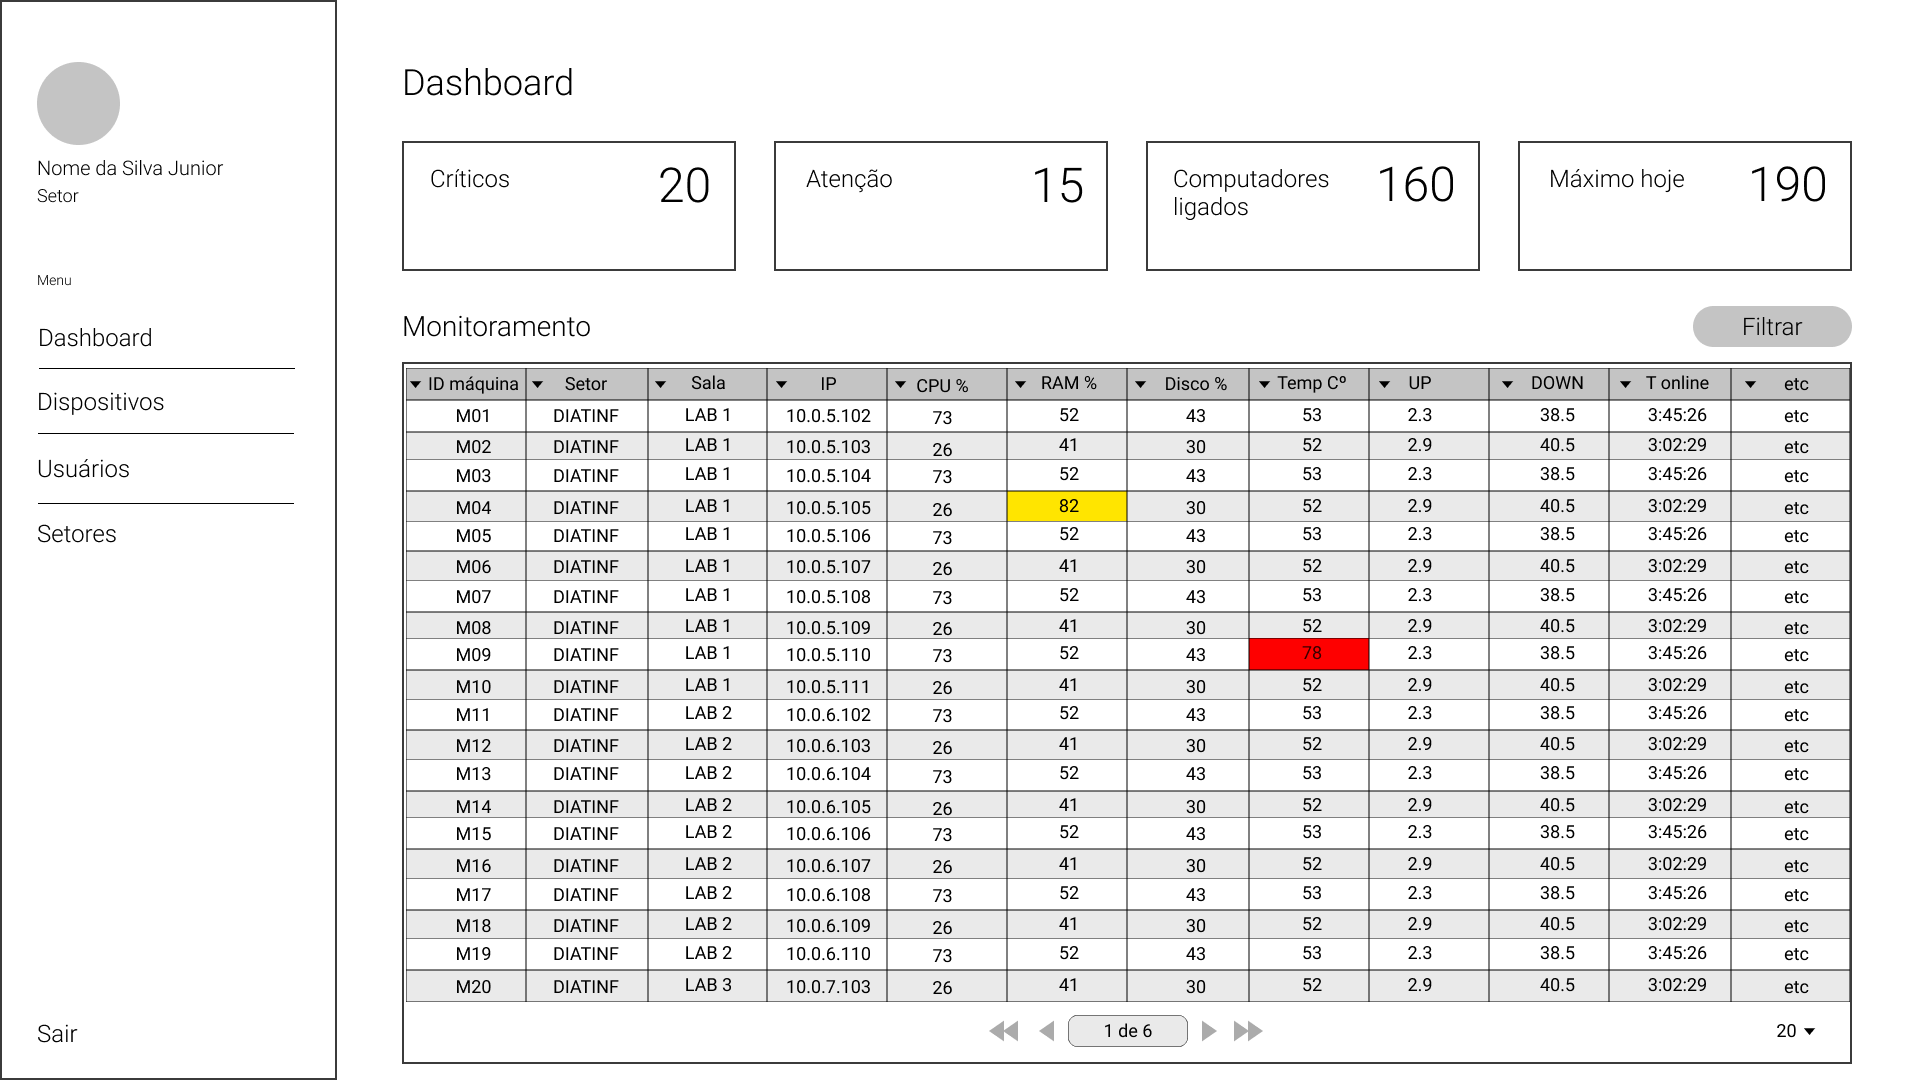 Nome da Silva Junior
Setor
Menu
Dashboard
Dispositivos
Usuários
Setores
Sair
Dashboard
Críticos 20
Atenção 15
Computadores ligados 160
Máximo hoje 190
Monitoramento
Filtrar
ID máquina Setor Sala IP CPU % RAM % Disco % Temp Cº UP DOWN T online etc
M01 DIATINF LAB 1 10.0.5.102 73 52 43 53 2.3 38.5 3:45:26 etc
M02 DIATINF LAB 1 10.0.5.103 26 41 30 52 2.9 40.5 3:02:29 etc
M03 DIATINF LAB 1 10.0.5.104 73 52 43 53 2.3 38.5 3:45:26 etc
M04 DIATINF LAB 1 10.0.5.105 26 82 30 52 2.9 40.5 3:02:29 etc
M05 DIATINF LAB 1 10.0.5.106 73 52 43 53 2.3 38.5 3:45:26 etc
M06 DIATINF LAB 1 10.0.5.107 26 41 30 52 2.9 40.5 3:02:29 etc
M07 DIATINF LAB 1 10.0.5.108 73 52 43 53 2.3 38.5 3:45:26 etc
M08 DIATINF LAB 1 10.0.5.109 26 41 30 52 2.9 40.5 3:02:29 etc
M09 DIATINF LAB 1 10.0.5.110 73 52 43 78 2.3 38.5 3:45:26 etc
M10 DIATINF LAB 1 10.0.5.111 26 41 30 52 2.9 40.5 3:02:29 etc
M11 DIATINF LAB 2 10.0.6.102 73 52 43 53 2.3 38.5 3:45:26 etc
M12 DIATINF LAB 2 10.0.6.103 26 41 30 52 2.9 40.5 3:02:29 etc
M13 DIATINF LAB 2 10.0.6.104 73 52 43 53 2.3 38.5 3:45:26 etc
M14 DIATINF LAB 2 10.0.6.105 26 41 30 52 2.9 40.5 3:02:29 etc
M15 DIATINF LAB 2 10.0.6.106 73 52 43 53 2.3 38.5 3:45:26 etc
M16 DIATINF LAB 2 10.0.6.107 26 41 30 52 2.9 40.5 3:02:29 etc
M17 DIATINF LAB 2 10.0.6.108 73 52 43 53 2.3 38.5 3:45:26 etc
M18 DIATINF LAB 2 10.0.6.109 26 41 30 52 2.9 40.5 3:02:29 etc
M19 DIATINF LAB 2 10.0.6.110 73 52 43 53 2.3 38.5 3:45:26 etc
M20 DIATINF LAB 3 10.0.7.103 26 41 30 52 2.9 40.5 3:02:29 etc
1 de 6
20